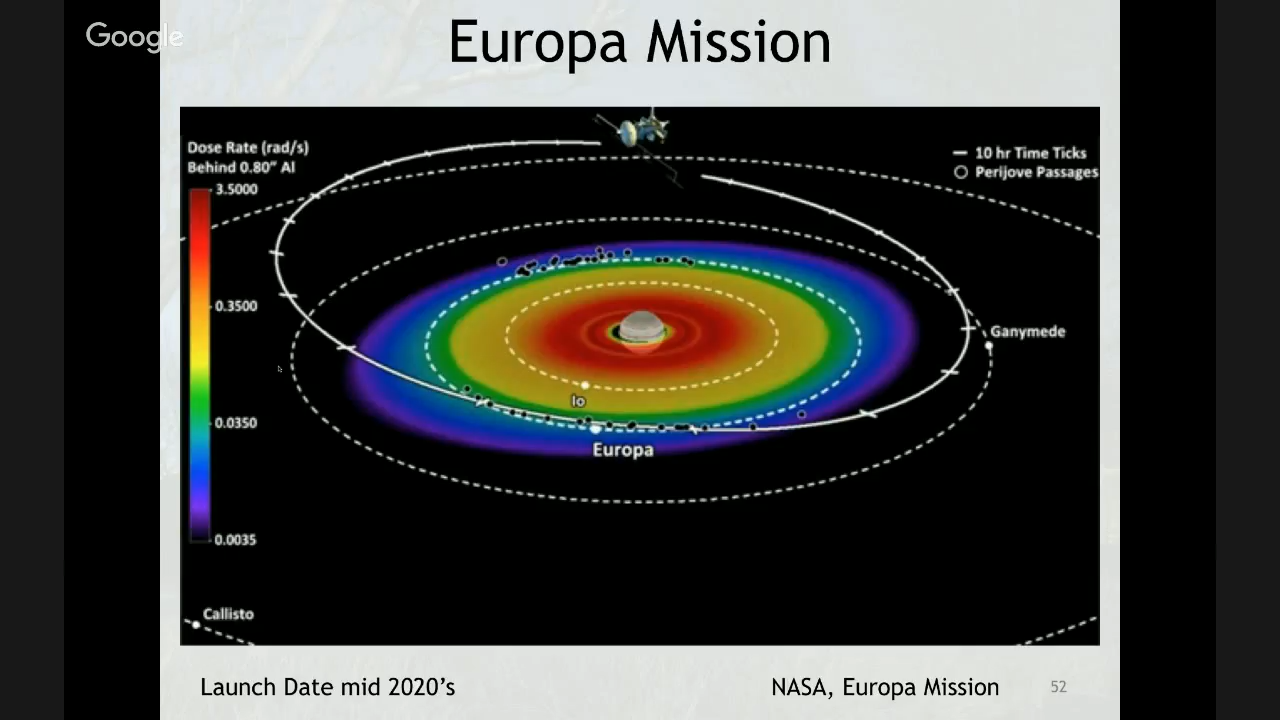 Google
Europa Mission
Dose Rate (rad/s)
Behind 0.80" Al
3.5000
0.3500
0.0350
0.0035
10 hr Time Ticks
Perijove Passages
Ganymede
Io
Europa
Callisto
Launch Date mid 2020’s
NASA, Europa Mission
52